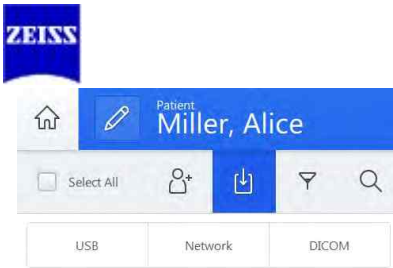 ZEISS
Patient
Miller, Alice
Select All
USB Network DICOM